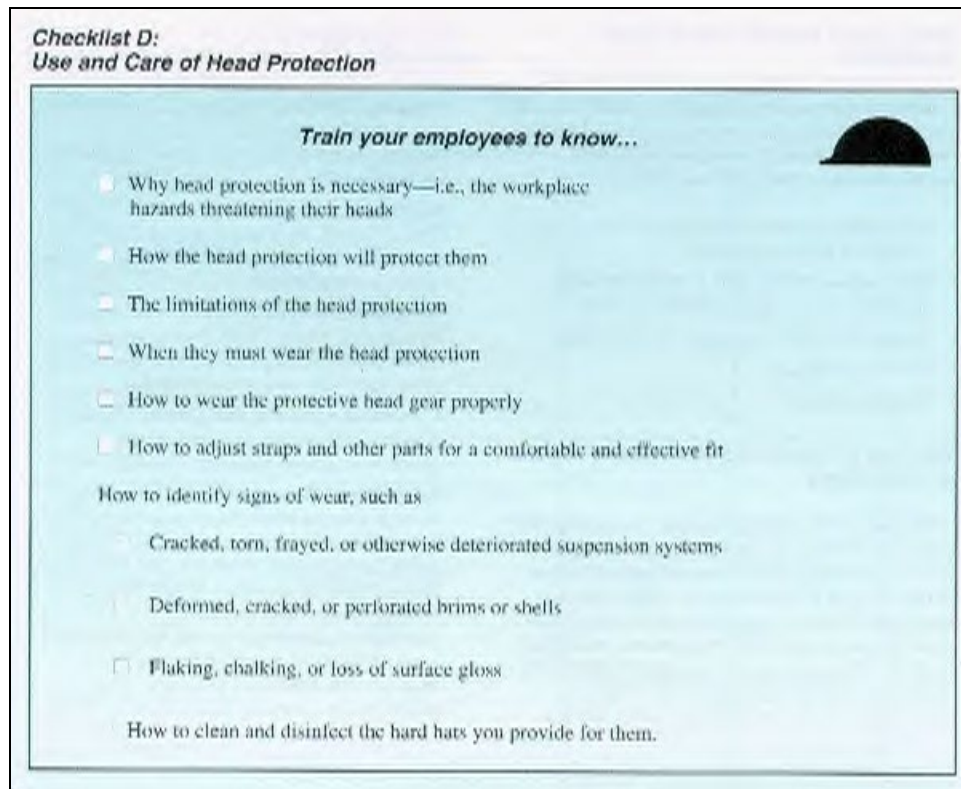 Checklist D:
Use and Care of Head Protection
Train your employees to know...
Why head protection is necessary—i.e., the workplace
hazards threatening their heads
How the head protection will protect them
The limitations of the head protection
When they must wear the head protection
How to wear the protective head gear properly
How to adjust straps and other parts for a comfortable and effective fit
How to identify signs of wear, such as
Cracked, torn, frayed, or otherwise deteriorated suspension systems
Deformed, cracked, or perforated brims or shells
Flaking, chalking, or loss of surface gloss
How to clean and disinfect the hard hats you provide for them.